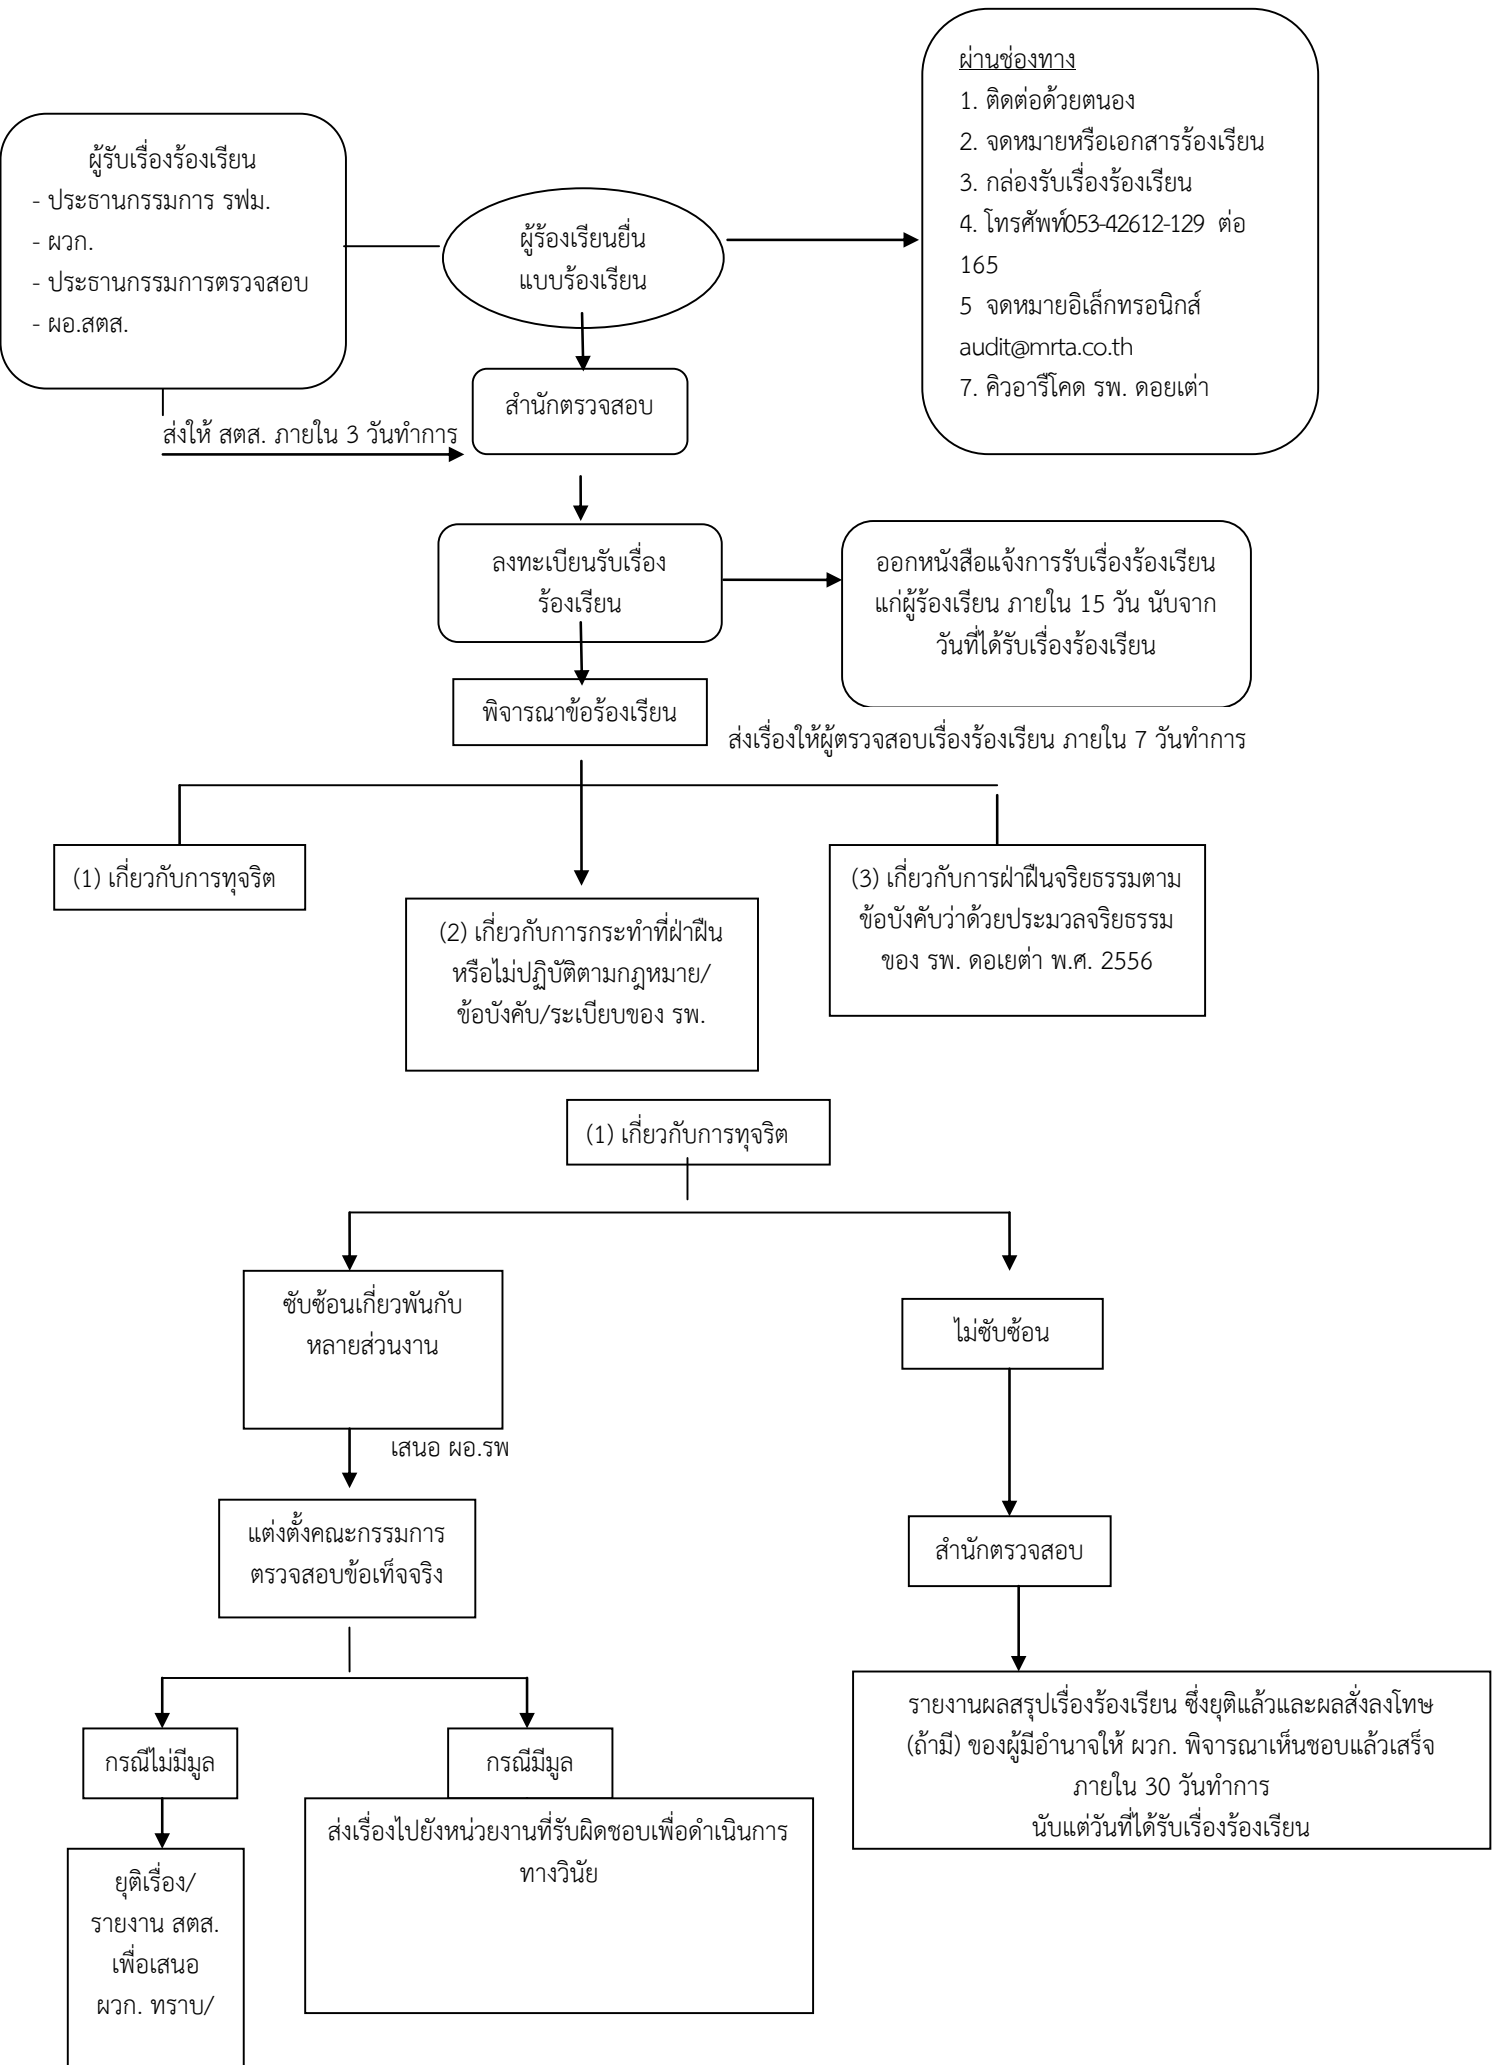 ผ่านช่องทาง
1. ติดต่อด้วยตนอง
2. จดหมายหรือเอกสารร้องเรียน
3. กล่องรับเรื่องร้องเรียน
4. โทรศัพท์053-42612-129 ต่อ
165
5 จดหมายอิเล็กทรอนิกส์
audit@mrta.co.th
7. คิวอาร์ีโคด รพ. ดอยเต่า
ผู้รับเรื่องร้องเรียน
- ประธานกรรมการ รฟม.
- ผวก.
- ประธานกรรมการตรวจสอบ
- ผอ.สตส.
ผู้ร้องเรียนยื่น
แบบร้องเรียน
สำนักตรวจสอบ
ส่งให้ สตส. ภายใน 3 วันทำการ
ลงทะเบียนรับเรื่อง
ร้องเรียน
ออกหนังสือแจ้งการรับเรื่องร้องเรียน
แก่ผู้ร้องเรียน ภายใน 15 วัน นับจาก
วันที่ได้รับเรื่องร้องเรียน
พิจารณาข้อร้องเรียน
ส่งเรื่องให้ผู้ตรวจสอบเรื่องร้องเรียน ภายใน 7 วันทำการ
(1) เกี่ยวกับการทุจริต
(2) เกี่ยวกับการกระทำที่ฝ่าฝืน
หรือไม่ปฏิบัติตามกฎหมาย/
ข้อบังคับ/ระเบียบของ รพ.
(3) เกี่ยวกับการฝ่าฝืนจริยธรรมตาม
ข้อบังคับว่าด้วยประมวลจริยธรรม
ของ รพ. ดอเยต่า พ.ศ. 2556
(1) เกี่ยวกับการทุจริต
ซับซ้อนเกี่ยวพันกับ
หลายส่วนงาน
ไม่ซับซ้อน
เสนอ ผอ.รพ
แต่งตั้งคณะกรรมการ
ตรวจสอบข้อเท็จจริง
สำนักตรวจสอบ
รายงานผลสรุปเรื่องร้องเรียน ซึ่งยุติแล้วและผลสั่งลงโทษ
(ถ้ามี) ของผู้มีอำนาจให้ ผวก. พิจารณาเห็นชอบแล้วเสร็จ
ภายใน 30 วันทำการ
นับแต่วันที่ได้รับเรื่องร้องเรียน
กรณีไม่มีมูล
กรณีมีมูล
ส่งเรื่องไปยังหน่วยงานที่รับผิดชอบเพื่อดำเนินการ
ทางวินัย
ยุติเรื่อง/
รายงาน สตส.
เพื่อเสนอ
ผวก. ทราบ/